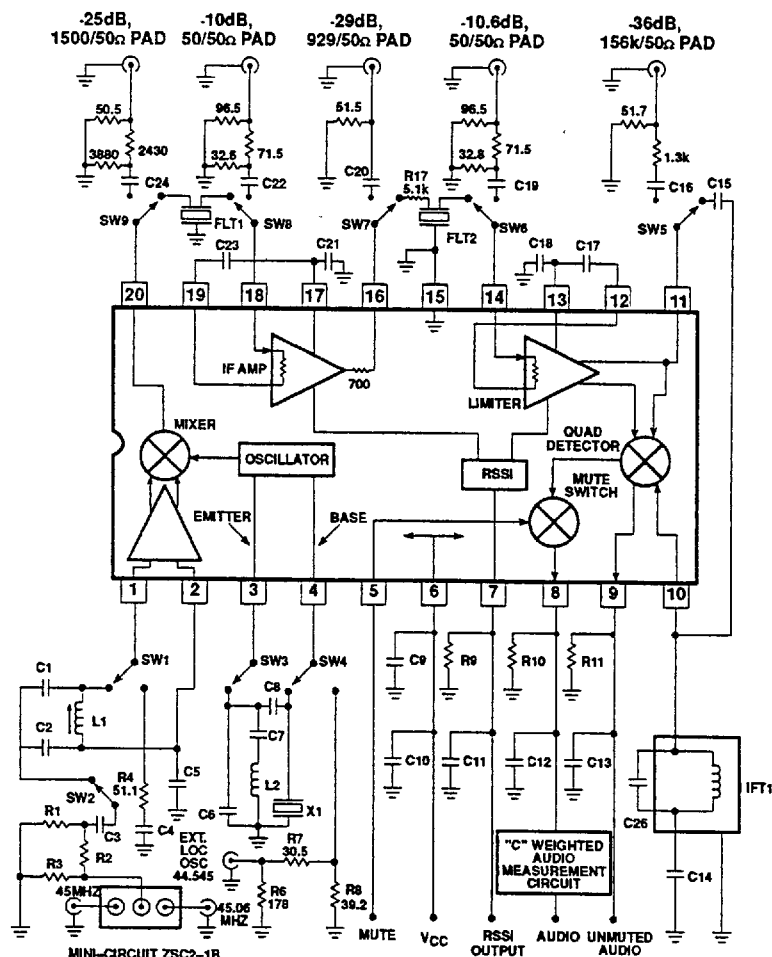 -25dB,
1500/50Ω PAD
-10dB,
50/50Ω PAD
-29dB,
929/50Ω PAD
-10.6dB,
50/50Ω PAD
-36dB,
156k/50Ω PAD
50.5
2430
3880
C24
96.5
71.5
32.6
C22
51.5
C20
R17
5.1k
96.5
71.5
32.8
C19
51.7
1.3k
C16
C15
SW9
FLT1
SW8
SW7
FLT2
SW6
SW5
C23
C21
C18
C17
20
19
18
17
16
15
14
13
12
11
IF AMP
700
LIMITER
MIXER
OSCILLATOR
RSSI
QUAD
DETECTOR
MUTE
SWITCH
EMITTER
BASE
1
2
3
4
5
6
7
8
9
10
SW1
SW3
SW4
C1
L1
C2
C5
R4
51.1
SW2
C3
C4
R1
R2
R3
45MHZ
45.06
MHZ
MINI-CIRCUIT ZSC2-1B
C8
C7
L2
C6
X1
EXT.
LOC
OSC
44.545
R7
30.5
R6
178
R8
39.2
C9
R9
R10
R11
C10
C11
C12
C13
C26
IFT1
C14
"C" WEIGHTED
AUDIO
MEASUREMENT
CIRCUIT
MUTE
VCC
RSSI
OUTPUT
AUDIO
UNMUTED
AUDIO